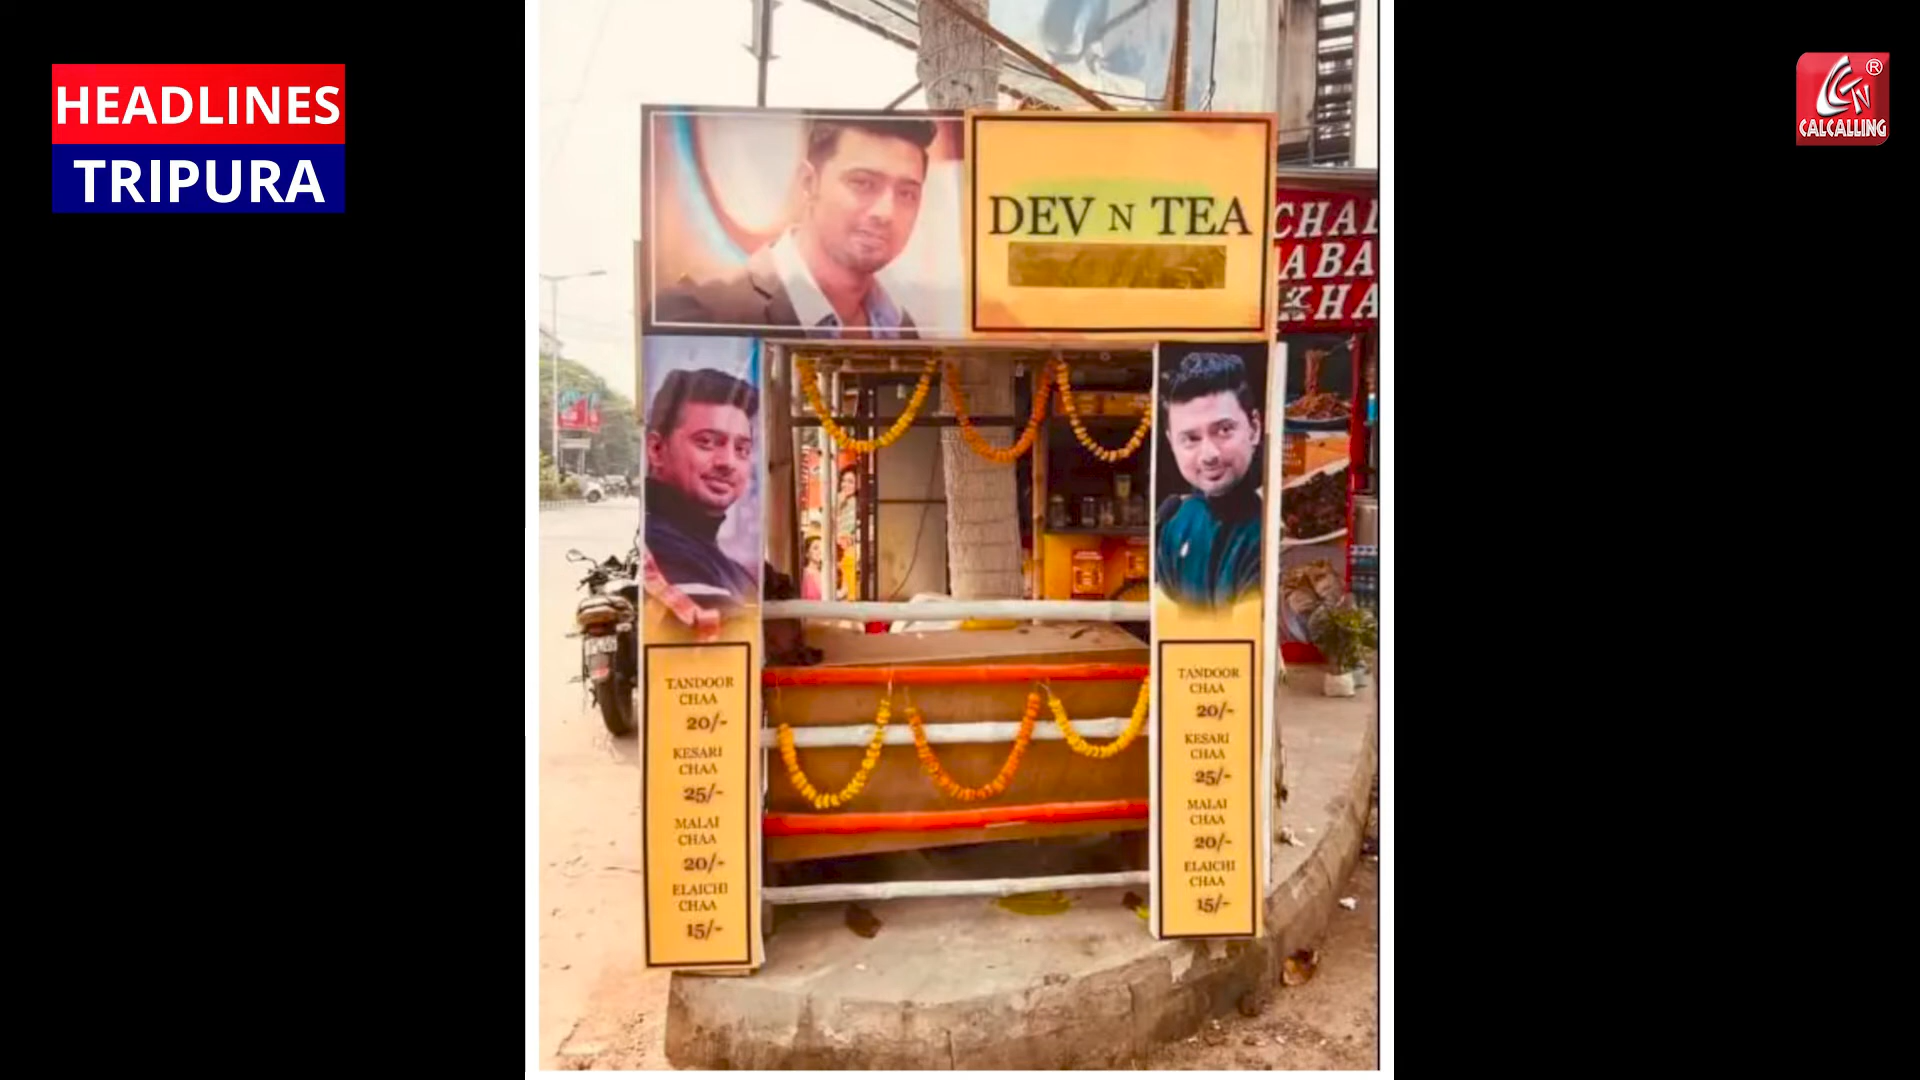 HEADLINES
TRIPURA
CALCALLING
DEV N TEA
TANDOOR
CHAA
20/-
KESARI
CHAA
25/-
MALAI
CHAA
20/-
ELAICHI
CHAA
15/-
TANDOOR
CHAA
20/-
KESARI
CHAA
25/-
MALAI
CHAA
20/-
ELAICHI
CHAA
15/-